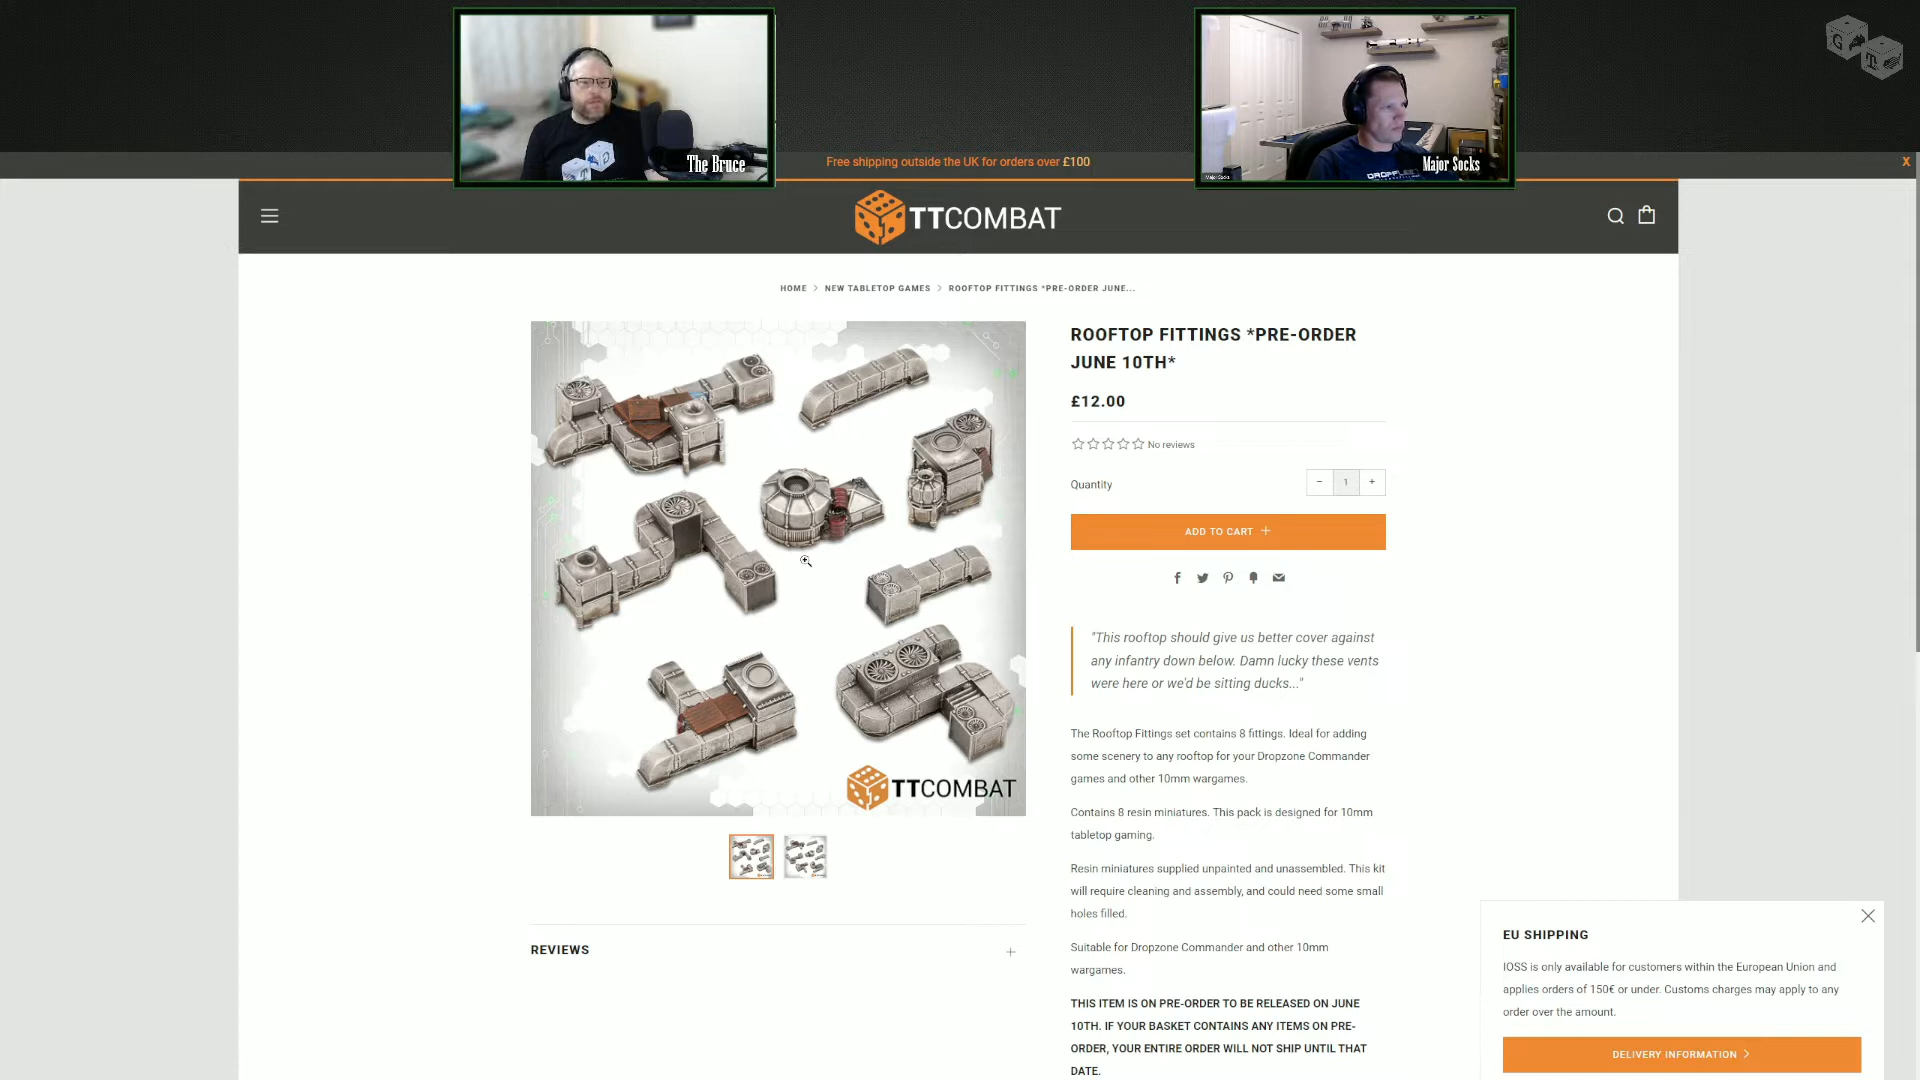 The Bruce
Major Socks
Free shipping outside the UK for orders over £100
X
TTCOMBAT
HOME > NEW TABLETOP GAMES > ROOFTOP FITTINGS *PRE-ORDER JUNE...
ROOFTOP FITTINGS *PRE-ORDER
JUNE 10TH*
£12.00
No reviews
Quantity
− 1 +
ADD TO CART +
"This rooftop should give us better cover against
any infantry down below. Damn lucky these vents
were here or we'd be sitting ducks..."
The Rooftop Fittings set contains 8 fittings. Ideal for adding
some scenery to any rooftop for your Dropzone Commander
games and other 10mm wargames.
Contains 8 resin miniatures. This pack is designed for 10mm
tabletop gaming.
Resin miniatures supplied unpainted and unassembled. This kit
will require cleaning and assembly, and could need some small
holes filled.
Suitable for Dropzone Commander and other 10mm
wargames.
THIS ITEM IS ON PRE-ORDER TO BE RELEASED ON JUNE
10TH. IF YOUR BASKET CONTAINS ANY ITEMS ON PRE-
ORDER, YOUR ENTIRE ORDER WILL NOT SHIP UNTIL THAT
DATE.
TTCOMBAT
REVIEWS +
EU SHIPPING
IOSS is only available for customers within the European Union and
applies orders of 150€ or under. Customs charges may apply to any
order over the amount.
DELIVERY INFORMATION >